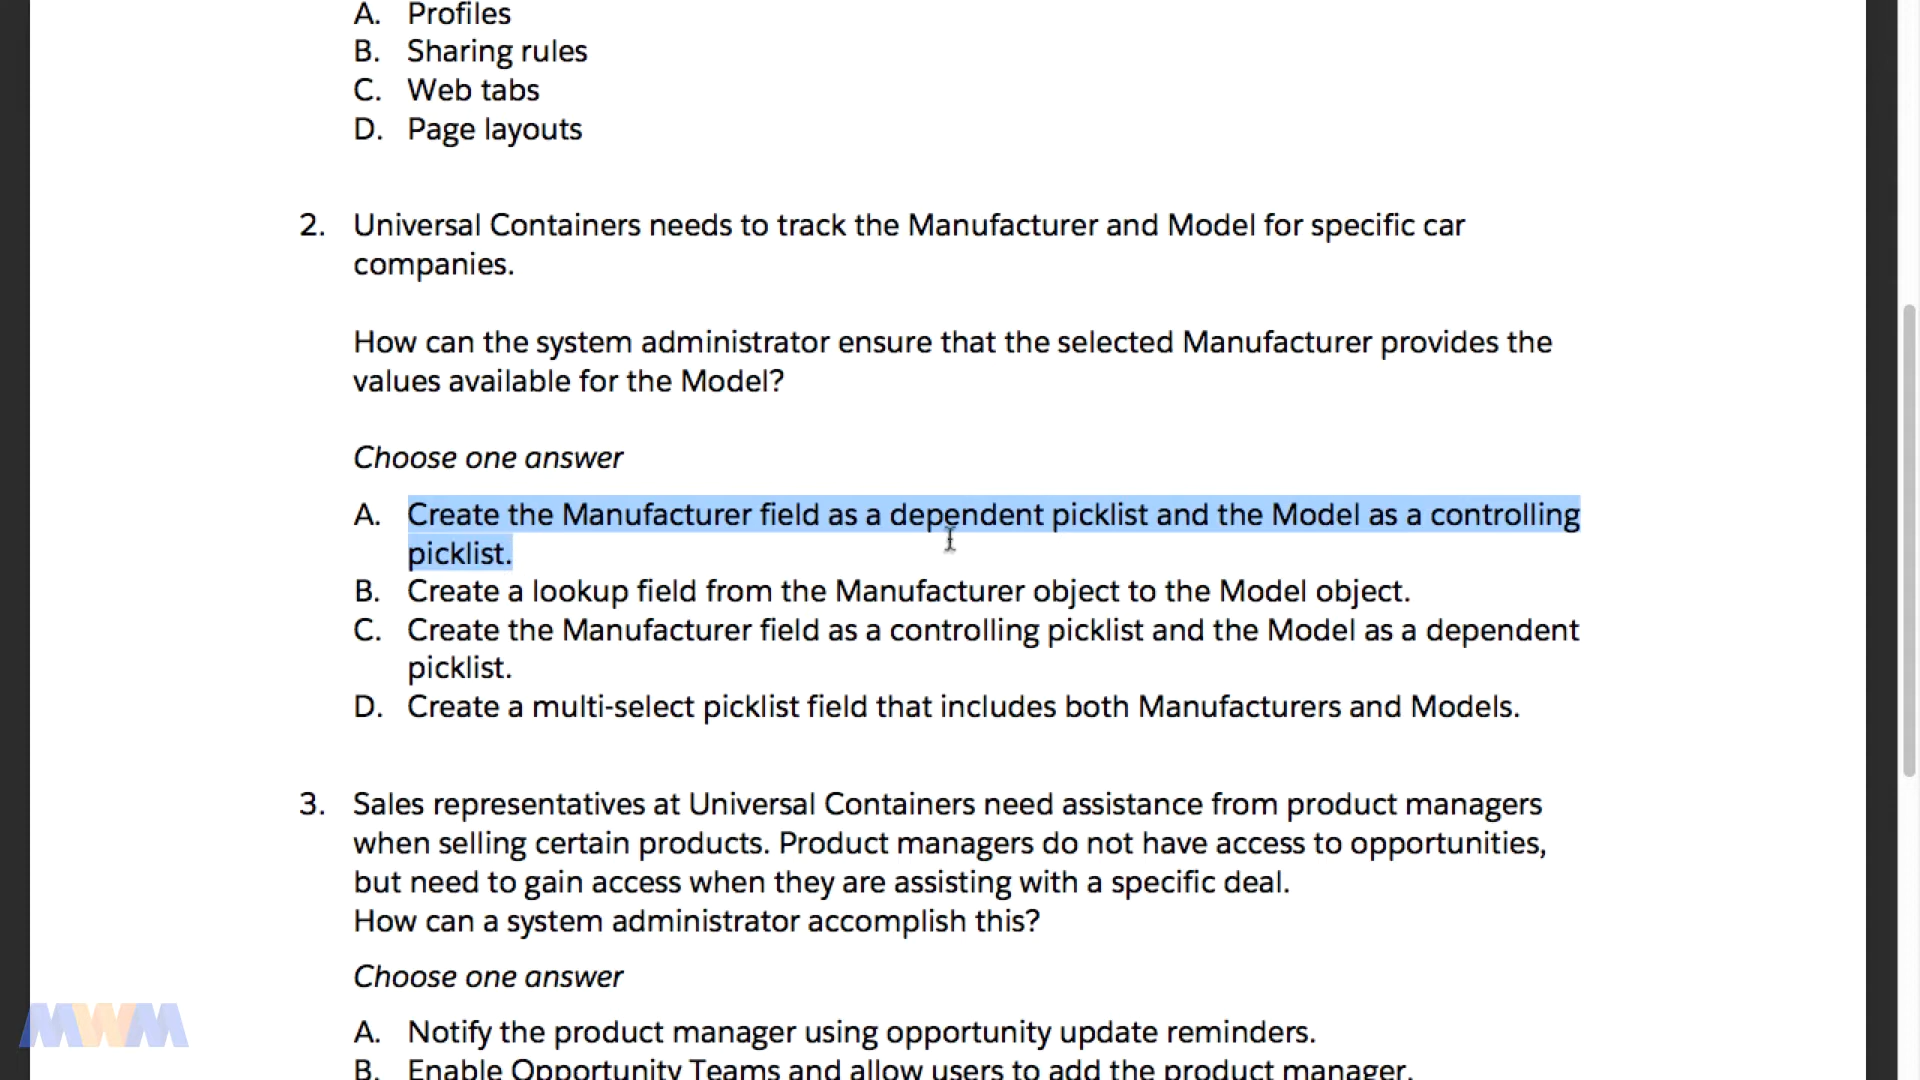 A. Profiles
B. Sharing rules
C. Web tabs
D. Page layouts
2. Universal Containers needs to track the Manufacturer and Model for specific car
companies.
How can the system administrator ensure that the selected Manufacturer provides the
values available for the Model?
Choose one answer
A. Create the Manufacturer field as a dependent picklist and the Model as a controlling
picklist.
B. Create a lookup field from the Manufacturer object to the Model object.
C. Create the Manufacturer field as a controlling picklist and the Model as a dependent
picklist.
D. Create a multi-select picklist field that includes both Manufacturers and Models.
3. Sales representatives at Universal Containers need assistance from product managers
when selling certain products. Product managers do not have access to opportunities,
but need to gain access when they are assisting with a specific deal.
How can a system administrator accomplish this?
Choose one answer
MWM
A. Notify the product manager using opportunity update reminders.
B. Enable Opportunity Teams and allow users to add the product manager.